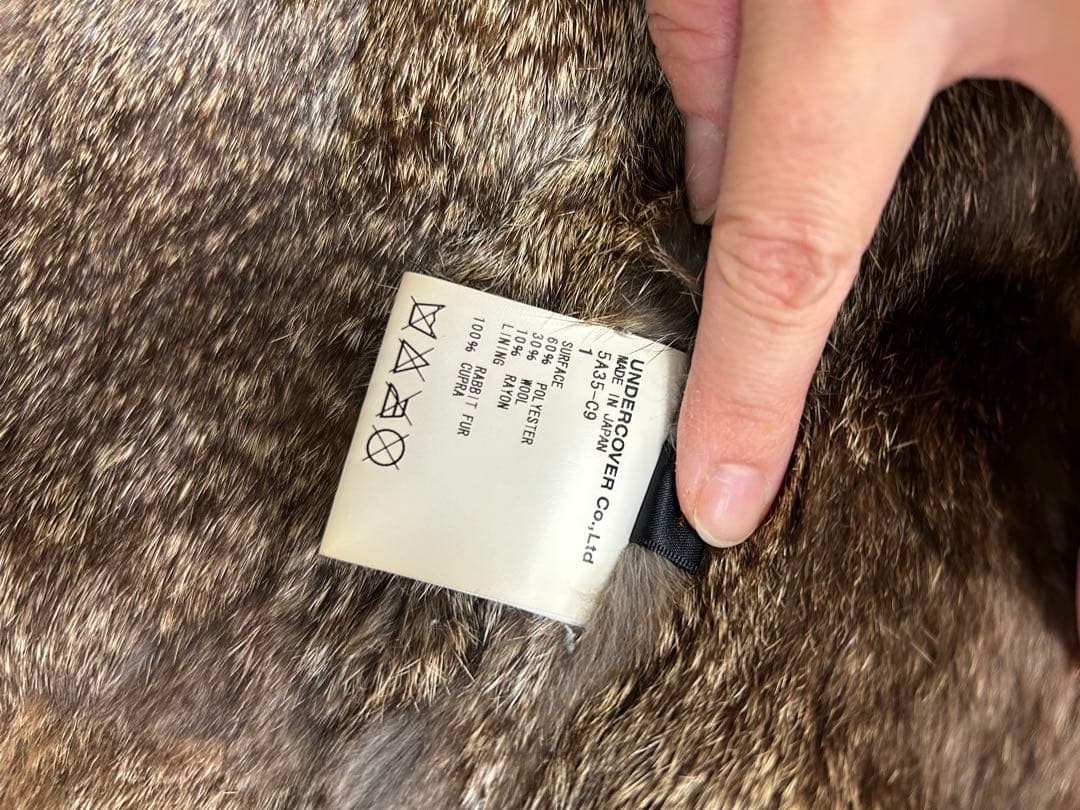 UNDERCOVER Co.,Ltd
MADE IN JAPAN
5A35-C9
1
SURFACE
60% POLYESTER
30% WOOL
10% RAYON
LINING
RABBIT FUR
100% CUPRA